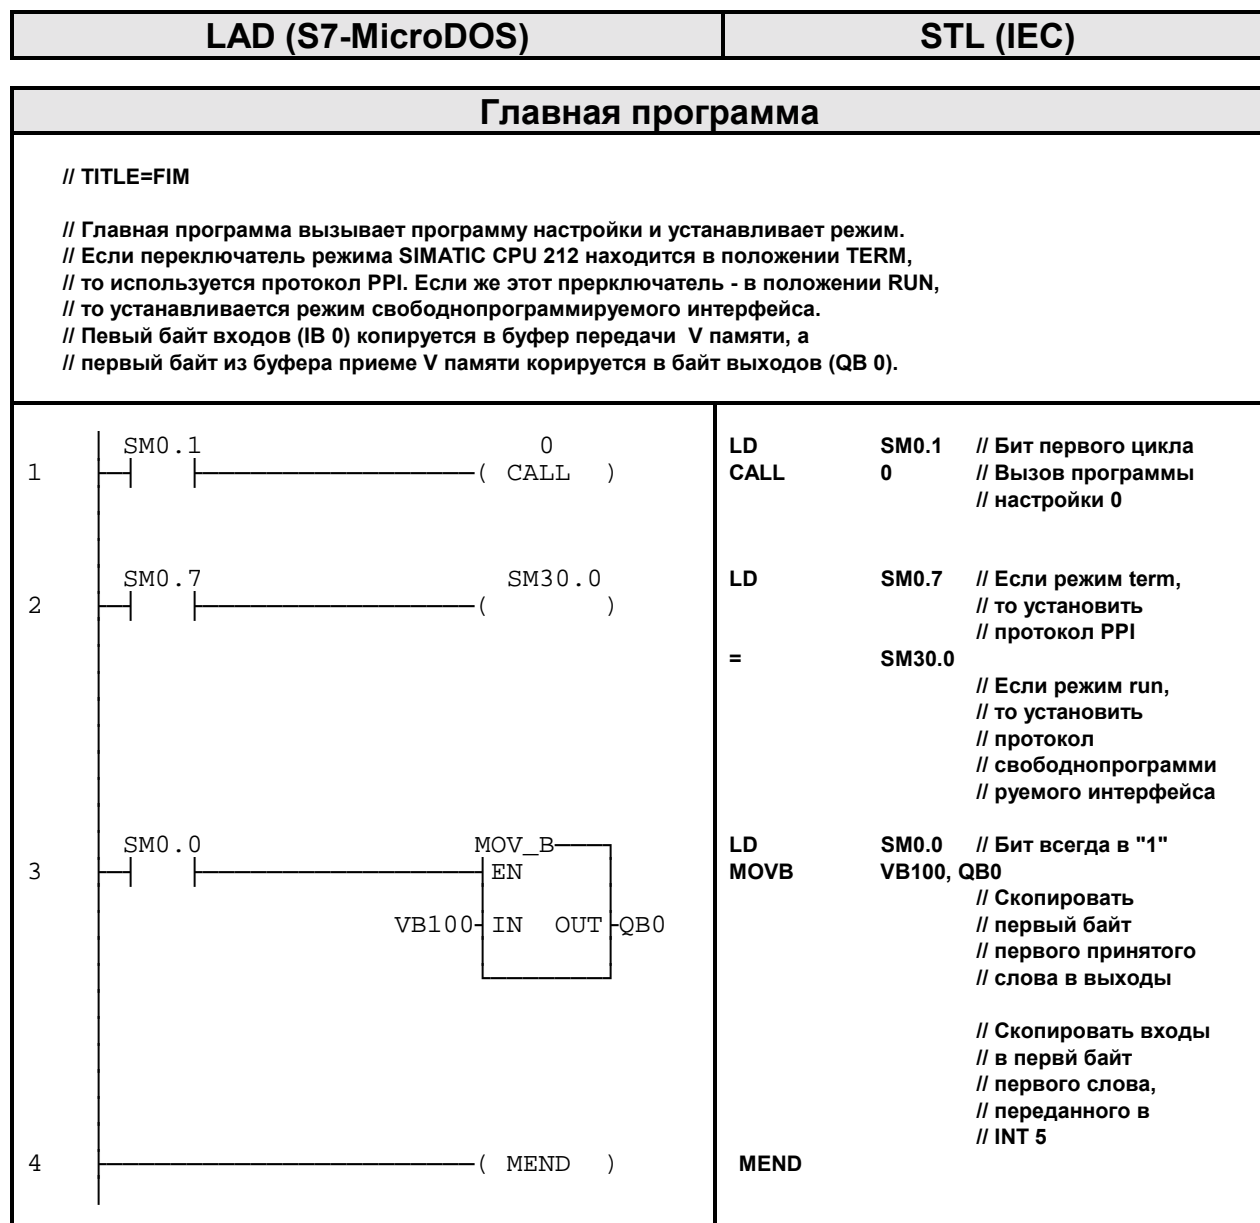 LAD (S7-MicroDOS) STL (IEC)
Главная программа
// TITLE=FIM
// Главная программа вызывает программу настройки и устанавливает режим.
// Если переключатель режима SIMATIC CPU 212 находится в положении TERM,
// то используется протокол PPI. Если же этот прерключатель - в положении RUN,
// то устанавливается режим свободнопрограммируемого интерфейса.
// Певый байт входов (IB 0) копируется в буфер передачи V памяти, а
// первый байт из буфера приеме V памяти корируется в байт выходов (QB 0).
SM0.1 0
1 ( CALL )
SM0.7 SM30.0
2 ( )
SM0.0 MOV_B
3 EN
VB100 IN OUT QB0
4 ( MEND )
LD SM0.1 // Бит первого цикла
CALL 0 // Вызов программы
// настройки 0
LD SM0.7 // Если режим term,
// то установить
// протокол PPI
= SM30.0
// Если режим run,
// то установить
// протокол
// свободнопрограмми
// руемого интерфейса
LD SM0.0 // Бит всегда в "1"
MOVB VB100, QB0
// Скопировать
// первый байт
// первого принятого
// слова в выходы
// Скопировать входы
// в первй байт
// первого слова,
// переданного в
// INT 5
MEND